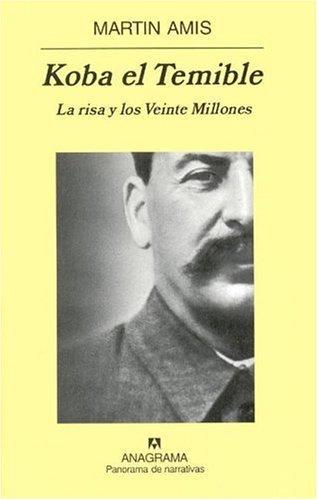 MARTIN AMIS
Koba el Temible
La risa y los Veinte Millones
ANAGRAMA
Panorama de narrativas